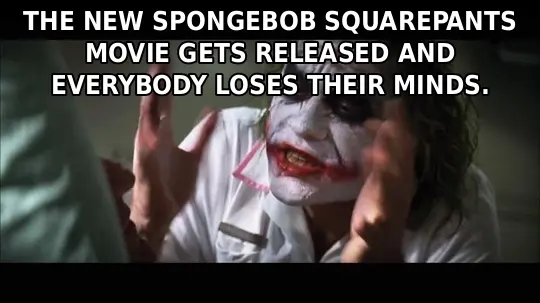 THE NEW SPONGEBOB SQUAREPANTS
MOVIE GETS RELEASED AND
EVERYBODY LOSES THEIR MINDS.